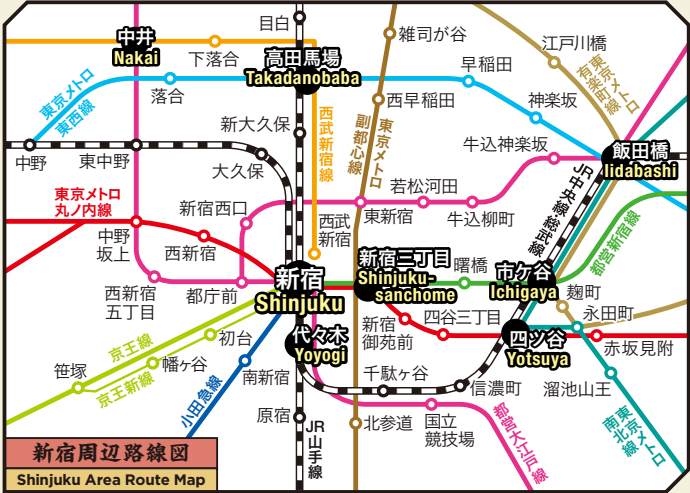 目白
雑司が谷
江戸川橋
中井
Nakai
下落合
高田馬場
Takadanobaba
早稲田
有楽町線
東京メトロ
東京メトロ
東西線
落合
西早稲田
神楽坂
新大久保
西武新宿線
東京メトロ
副都心線
牛込神楽坂
飯田橋
Iidabashi
中野
東中野
大久保
JR中央線総武線
若松河田
東京メトロ
丸ノ内線
新宿西口
東新宿
牛込柳町
都営新宿線
中野
坂上
西新宿
西武
新宿
新宿三丁目
Shinjuku-
sanchome
曙橋
市ケ谷
Ichigaya
新宿
Shinjuku
西新宿
五丁目
都庁前
麹町
永田町
新宿
御苑前
四谷三丁目
四ツ谷
Yotsuya
赤坂見附
代々木
Yoyogi
京王線
初台
笹塚
幡ヶ谷
京王新線
南新宿
千駄ヶ谷
信濃町
溜池山王
小田急線
原宿
JR山手線
北参道
国立
競技場
都営大江戸線
東京メトロ
南北線
新宿周辺路線図
Shinjuku Area Route Map